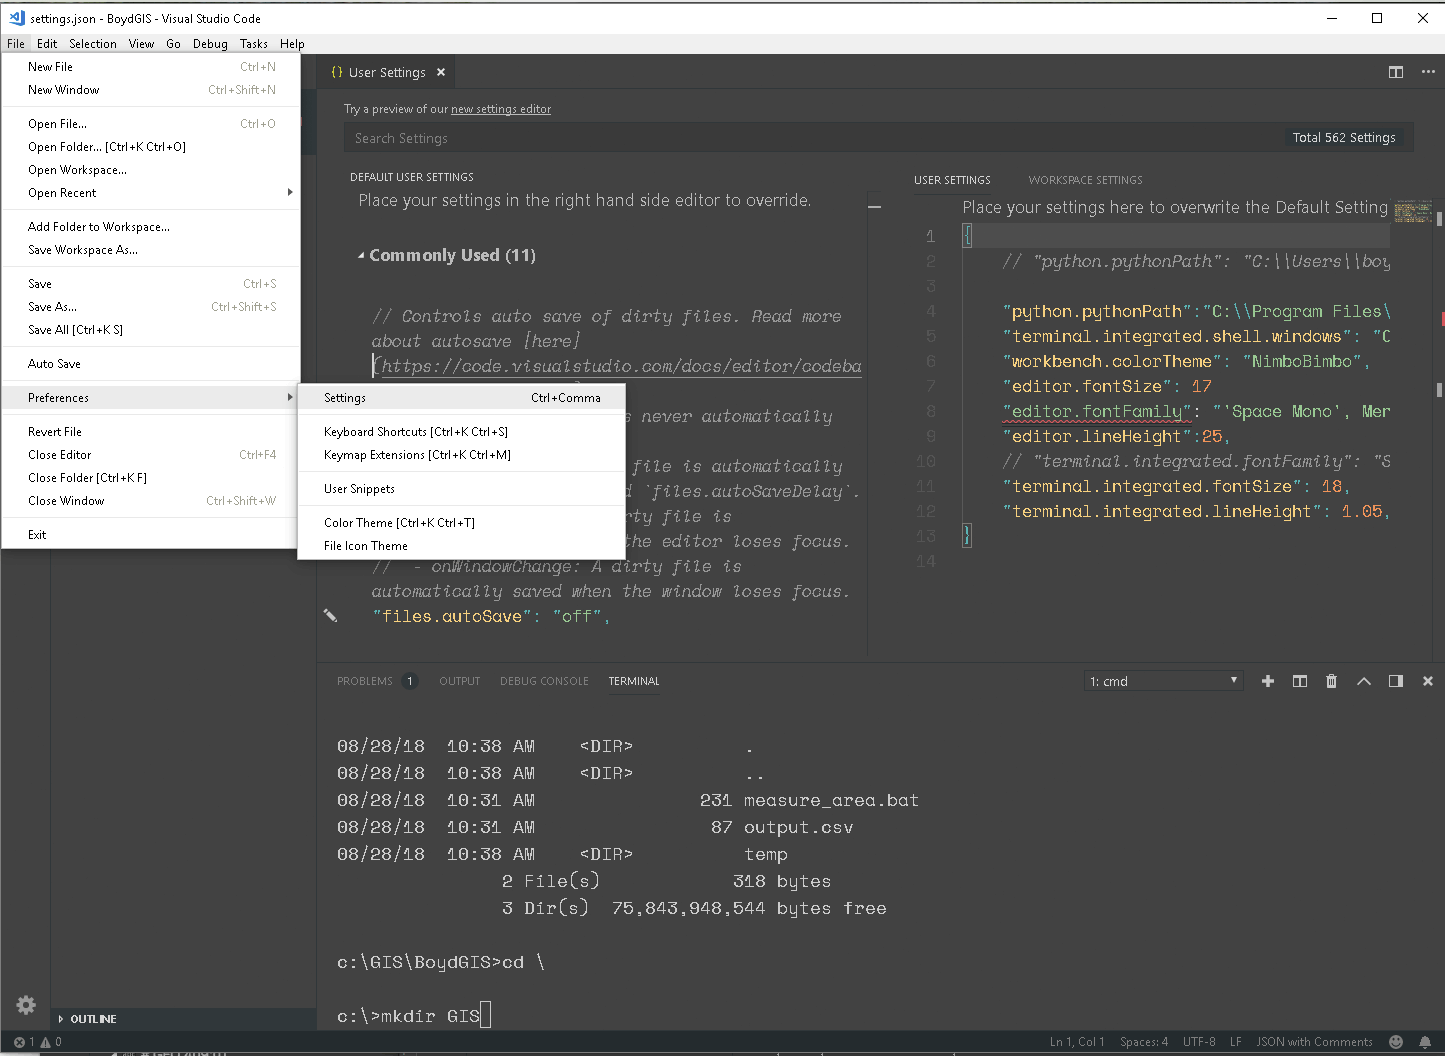 settings.json - BoydGIS - Visual Studio Code
File Edit Selection View Go Debug Tasks Help
New File Ctrl+N
New Window Ctrl+Shift+N
Open File... Ctrl+O
Open Folder... [Ctrl+K Ctrl+O]
Open Workspace...
Open Recent
Add Folder to Workspace...
Save Workspace As...
Save Ctrl+S
Save As... Ctrl+Shift+S
Save All [Ctrl+K S]
Auto Save
Preferences
Revert File
Close Editor Ctrl+F4
Close Folder [Ctrl+K F]
Close Window Ctrl+Shift+W
Exit
Settings Ctrl+Comma
Keyboard Shortcuts [Ctrl+K Ctrl+S]
Keymap Extensions [Ctrl+K Ctrl+M]
User Snippets
Color Theme [Ctrl+K Ctrl+T]
File Icon Theme
{} User Settings
Try a preview of our new settings editor
Search Settings Total 562 Settings
DEFAULT USER SETTINGS
Place your settings in the right hand side editor to override.
Commonly Used (11)
// Controls auto save of dirty files. Read more
about autosave [here]
(https://code.visualstudio.com/docs/editor/codeba
s never automatically
file is automatically
d `files.autoSaveDelay`.
ty file is
the editor loses focus.
// - onWindowChange: A dirty file is
automatically saved when the window loses focus.
"files.autoSave": "off",
USER SETTINGS WORKSPACE SETTINGS
Place your settings here to overwrite the Default Setting
1 {
2 // "python.pythonPath": "C:\\Users\\boy
3
4 "python.pythonPath":"C:\\Program Files\
5 "terminal.integrated.shell.windows": "C
6 "workbench.colorTheme": "NimboBimbo",
7 "editor.fontSize": 17
8 "editor.fontFamily": "'Space Mono', Mer
9 "editor.lineHeight":25,
10 // "terminal.integrated.fontFamily": "S
11 "terminal.integrated.fontSize": 18,
12 "terminal.integrated.lineHeight": 1.05,
13 }
14
PROBLEMS 1 OUTPUT DEBUG CONSOLE TERMINAL 1: cmd
08/28/18 10:38 AM <DIR> .
08/28/18 10:38 AM <DIR> ..
08/28/18 10:31 AM 231 measure_area.bat
08/28/18 10:31 AM 87 output.csv
08/28/18 10:38 AM <DIR> temp
2 File(s) 318 bytes
3 Dir(s) 75,843,948,544 bytes free
c:\GIS\BoydGIS>cd \
c:\>mkdir GIS
OUTLINE
1 0 Ln 1, Col 1 Spaces: 4 UTF-8 LF JSON with Comments